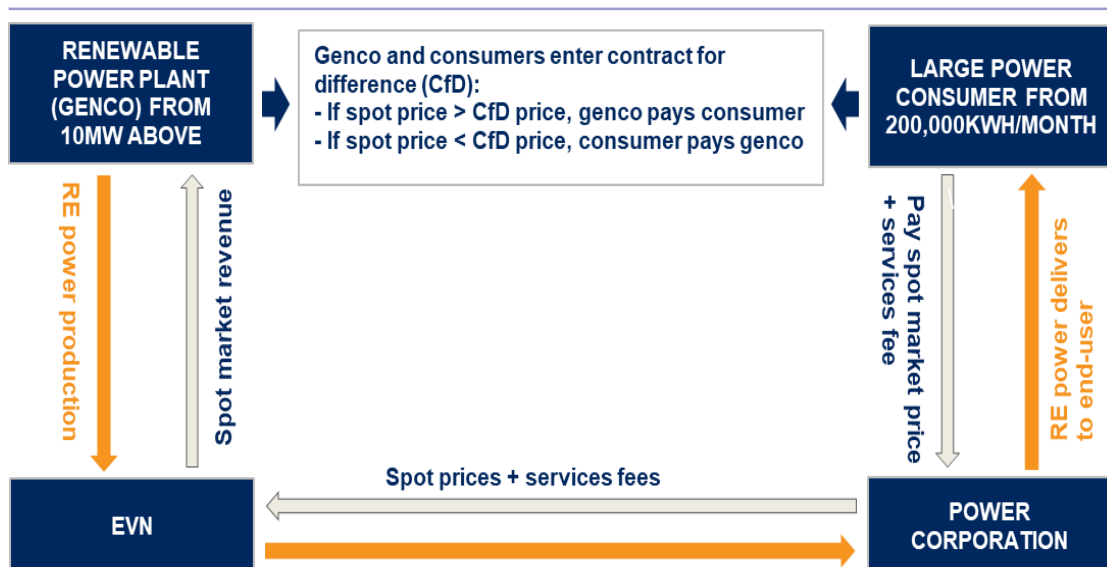 RENEWABLE
POWER PLANT
(GENCO) FROM
10MW ABOVE
Genco and consumers enter contract for
difference (CfD):
- If spot price > CfD price, genco pays consumer
- If spot price < CfD price, consumer pays genco
LARGE POWER
CONSUMER FROM
200,000KWH/MONTH
RE power production
Spot market revenue
Pay spot market price
+ services fee
RE power delivers
to end-user
Spot prices + services fees
EVN
POWER
CORPORATION